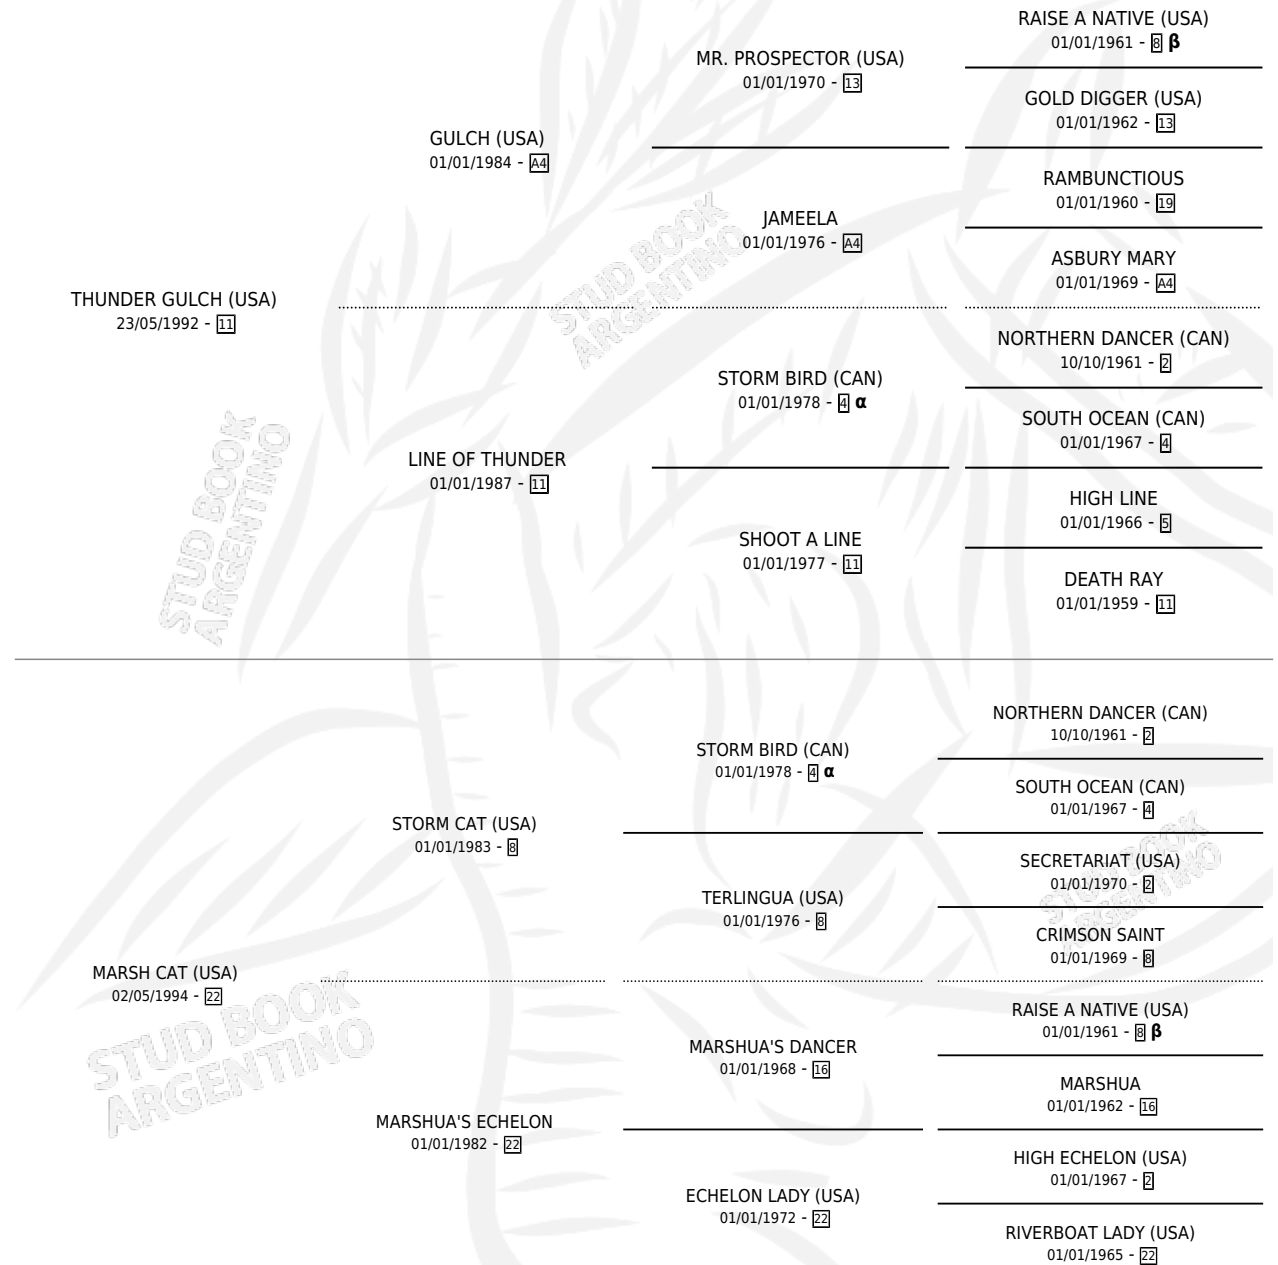 RAISE A NATIVE (USA)
01/01/1961 - 8 β
MR. PROSPECTOR (USA)
01/01/1970 - 13
GOLD DIGGER (USA)
01/01/1962 - 13
GULCH (USA)
01/01/1984 - A4
RAMBUNCTIOUS
01/01/1960 - 19
JAMEELA
01/01/1976 - A4
ASBURY MARY
01/01/1969 - A4
THUNDER GULCH (USA)
23/05/1992 - 11
NORTHERN DANCER (CAN)
10/10/1961 - 2
STORM BIRD (CAN)
01/01/1978 - 4 α
SOUTH OCEAN (CAN)
01/01/1967 - 4
LINE OF THUNDER
01/01/1987 - 11
HIGH LINE
01/01/1966 - 5
SHOOT A LINE
01/01/1977 - 11
DEATH RAY
01/01/1959 - 11
STUD BOOK
ARGENTINO
STUD BOOK
ARGENTINO
NORTHERN DANCER (CAN)
10/10/1961 - 2
STORM BIRD (CAN)
01/01/1978 - 4 α
SOUTH OCEAN (CAN)
01/01/1967 - 4
STORM CAT (USA)
01/01/1983 - 8
SECRETARIAT (USA)
01/01/1970 - 2
TERLINGUA (USA)
01/01/1976 - 8
CRIMSON SAINT
01/01/1969 - 8
MARSH CAT (USA)
02/05/1994 - 22
RAISE A NATIVE (USA)
01/01/1961 - 8 β
MARSHUA'S DANCER
01/01/1968 - 16
MARSHUA
01/01/1962 - 16
MARSHUA'S ECHELON
01/01/1982 - 22
HIGH ECHELON (USA)
01/01/1967 - 2
ECHELON LADY (USA)
01/01/1972 - 22
RIVERBOAT LADY (USA)
01/01/1965 - 22
STUD BOOK
ARGENTINO
STUD BOOK
ARGENTINO